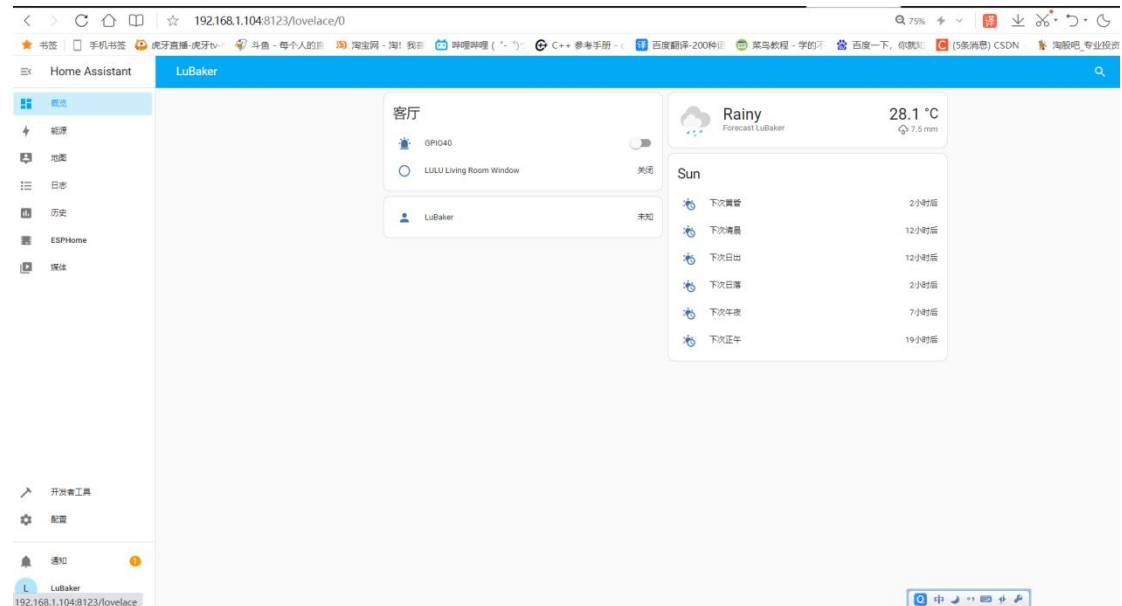 192.168.1.104:8123/lovelace/0
75%
译
书签 手机书签 虎牙直播-虎牙tv- 斗鱼 - 每个人的直 淘宝网 - 淘! 我喜 哔哩哔哩 ( ゜- ゜)つ C++ 参考手册 - c 百度翻译-200种语 菜鸟教程 - 学的不 百度一下，你就知 (5条消息) CSDN 淘股吧_专业投资
Home Assistant
LuBaker
概览
能源
地图
日志
历史
ESPHome
媒体
客厅
GPIO40
LULU Living Room Window 关闭
LuBaker 未知
Rainy 28.1 °C
Forecast LuBaker 7.5 mm
Sun
下次黄昏 2小时后
下次清晨 12小时后
下次日出 12小时后
下次日落 2小时后
下次午夜 7小时后
下次正午 19小时后
开发者工具
配置
通知 1
L LuBaker
192.168.1.104:8123/lovelace
中